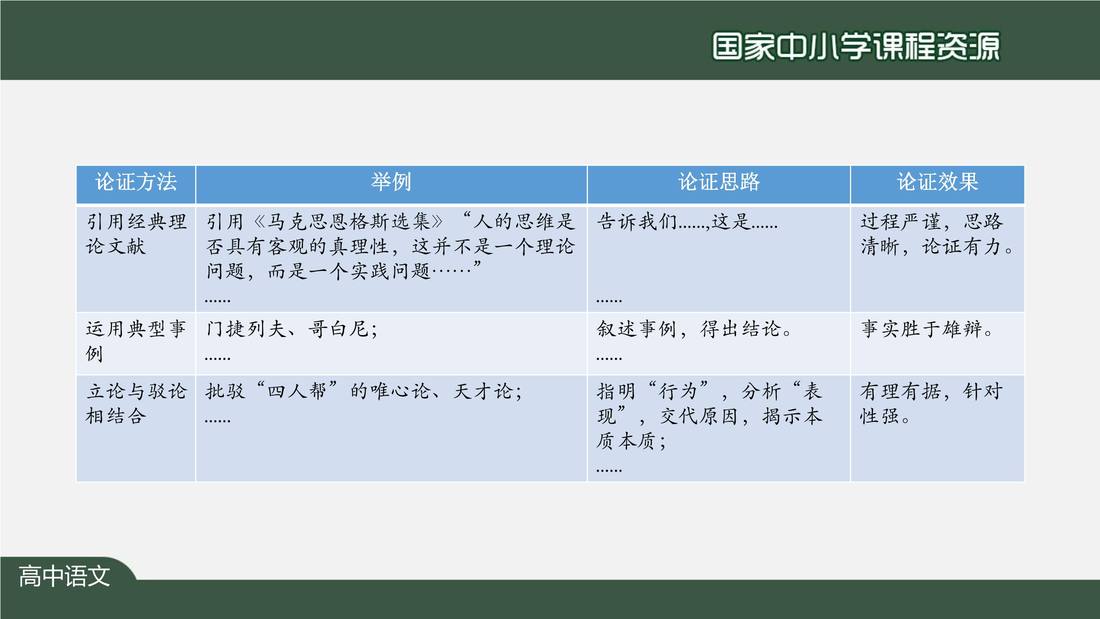 国家中小学课程资源
论证方法 举例 论证思路 论证效果
引用经典理
论文献
引用《马克思恩格斯选集》“人的思维是
否具有客观的真理性，这并不是一个理论
问题，而是一个实践问题……”
......
告诉我们......,这是......
......
过程严谨，思路
清晰，论证有力。
运用典型事
例
门捷列夫、哥白尼；
......
叙述事例，得出结论。
......
事实胜于雄辩。
立论与驳论
相结合
批驳“四人帮”的唯心论、天才论；
......
指明“行为”，分析“表
现”，交代原因，揭示本
质本质；
......
有理有据，针对
性强。
高中语文